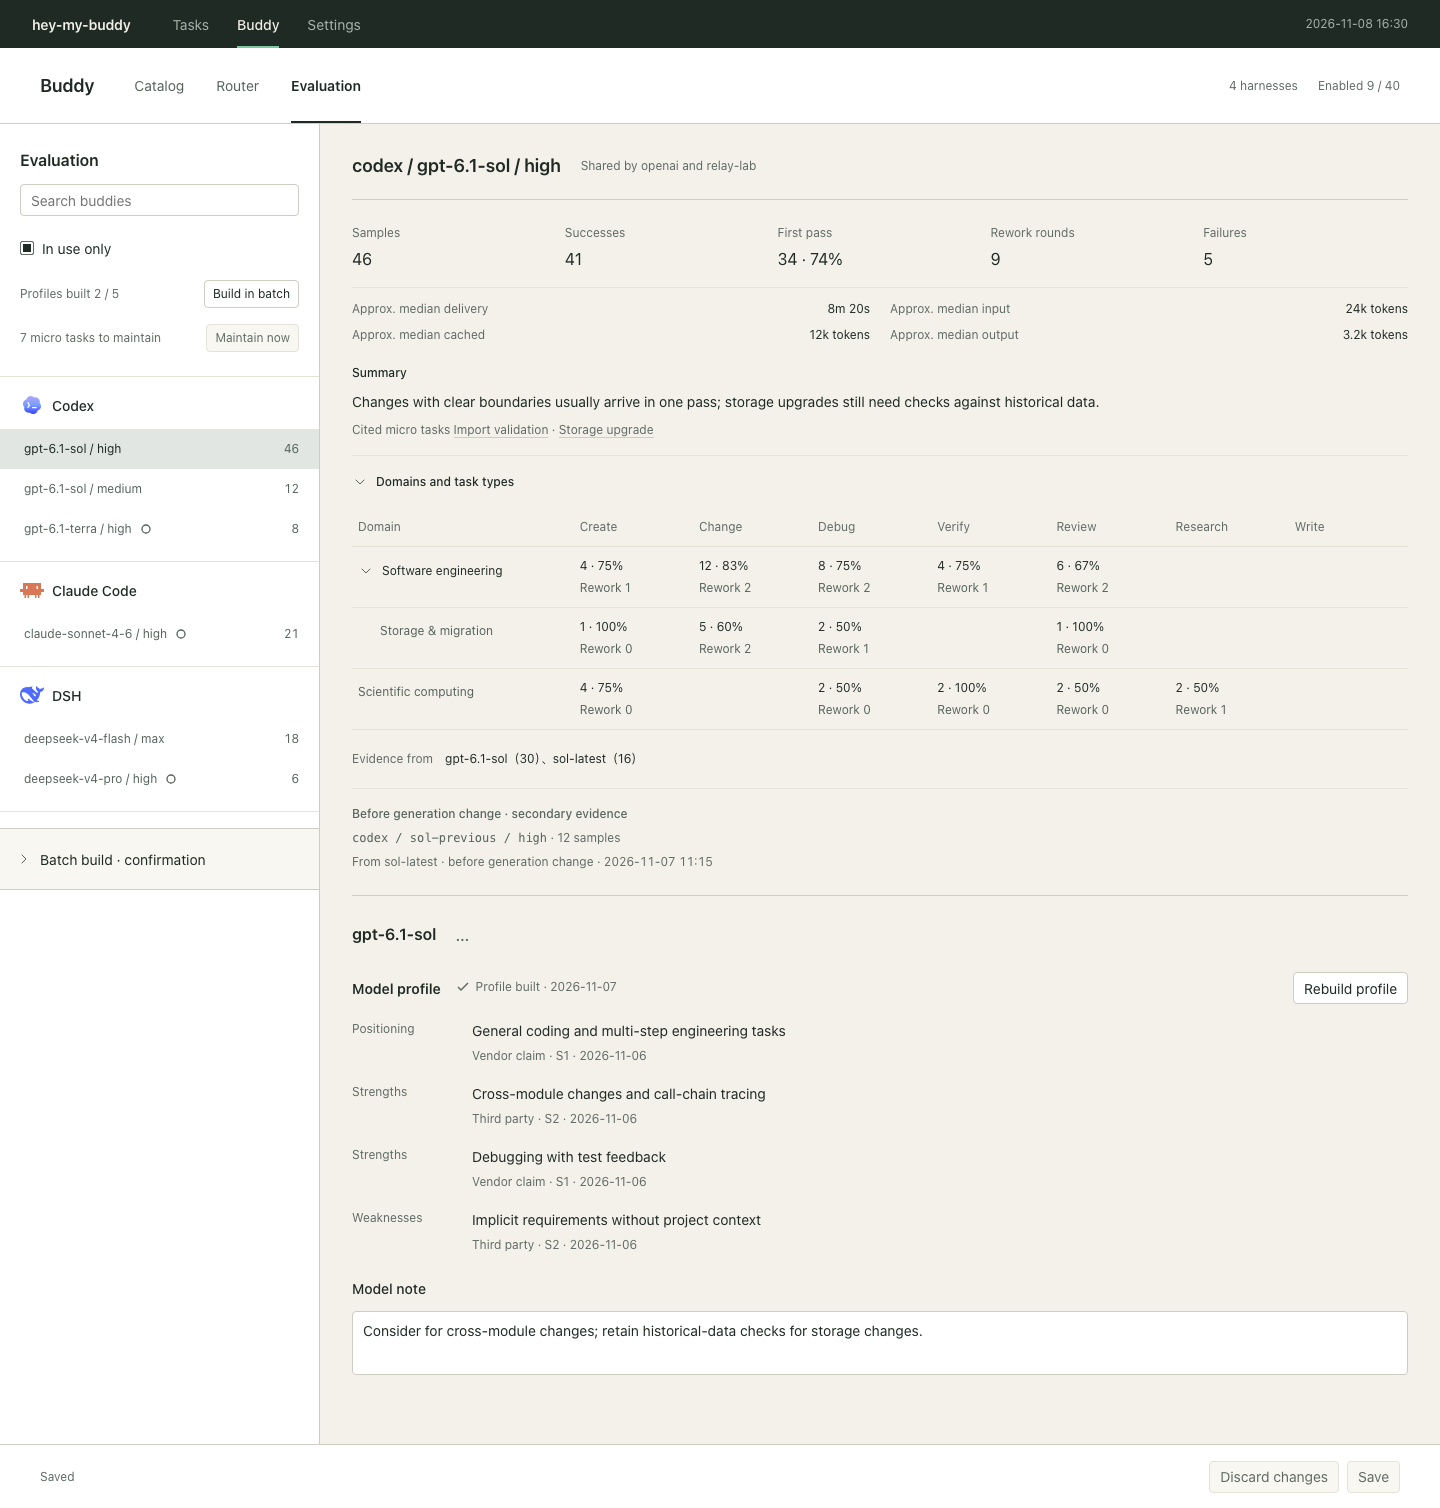 hey-my-buddy Tasks Buddy Settings 2026-11-08 16:30
Buddy Catalog Router Evaluation 4 harnesses Enabled 9 / 40
Evaluation
Search buddies
In use only
Profiles built 2 / 5 Build in batch
7 micro tasks to maintain Maintain now
Codex
gpt-6.1-sol / high 46
gpt-6.1-sol / medium 12
gpt-6.1-terra / high 8
Claude Code
claude-sonnet-4-6 / high 21
DSH
deepseek-v4-flash / max 18
deepseek-v4-pro / high 6
Batch build · confirmation
codex / gpt-6.1-sol / high Shared by openai and relay-lab
Samples Successes First pass Rework rounds Failures
46 41 34 · 74% 9 5
Approx. median delivery 8m 20s Approx. median input 24k tokens
Approx. median cached 12k tokens Approx. median output 3.2k tokens
Summary
Changes with clear boundaries usually arrive in one pass; storage upgrades still need checks against historical data.
Cited micro tasks Import validation · Storage upgrade
Domains and task types
Domain Create Change Debug Verify Review Research Write
Software engineering 4 · 75% 12 · 83% 8 · 75% 4 · 75% 6 · 67%
Rework 1 Rework 2 Rework 2 Rework 1 Rework 2
Storage & migration 1 · 100% 5 · 60% 2 · 50% 1 · 100%
Rework 0 Rework 2 Rework 1 Rework 0
Scientific computing 4 · 75% 2 · 50% 2 · 100% 2 · 50% 2 · 50%
Rework 0 Rework 0 Rework 0 Rework 0 Rework 1
Evidence from gpt-6.1-sol (30)、sol-latest (16)
Before generation change · secondary evidence
codex / sol-previous / high · 12 samples
From sol-latest · before generation change · 2026-11-07 11:15
gpt-6.1-sol ...
Model profile Profile built · 2026-11-07 Rebuild profile
Positioning General coding and multi-step engineering tasks
Vendor claim · S1 · 2026-11-06
Strengths Cross-module changes and call-chain tracing
Third party · S2 · 2026-11-06
Strengths Debugging with test feedback
Vendor claim · S1 · 2026-11-06
Weaknesses Implicit requirements without project context
Third party · S2 · 2026-11-06
Model note
Consider for cross-module changes; retain historical-data checks for storage changes.
Saved Discard changes Save